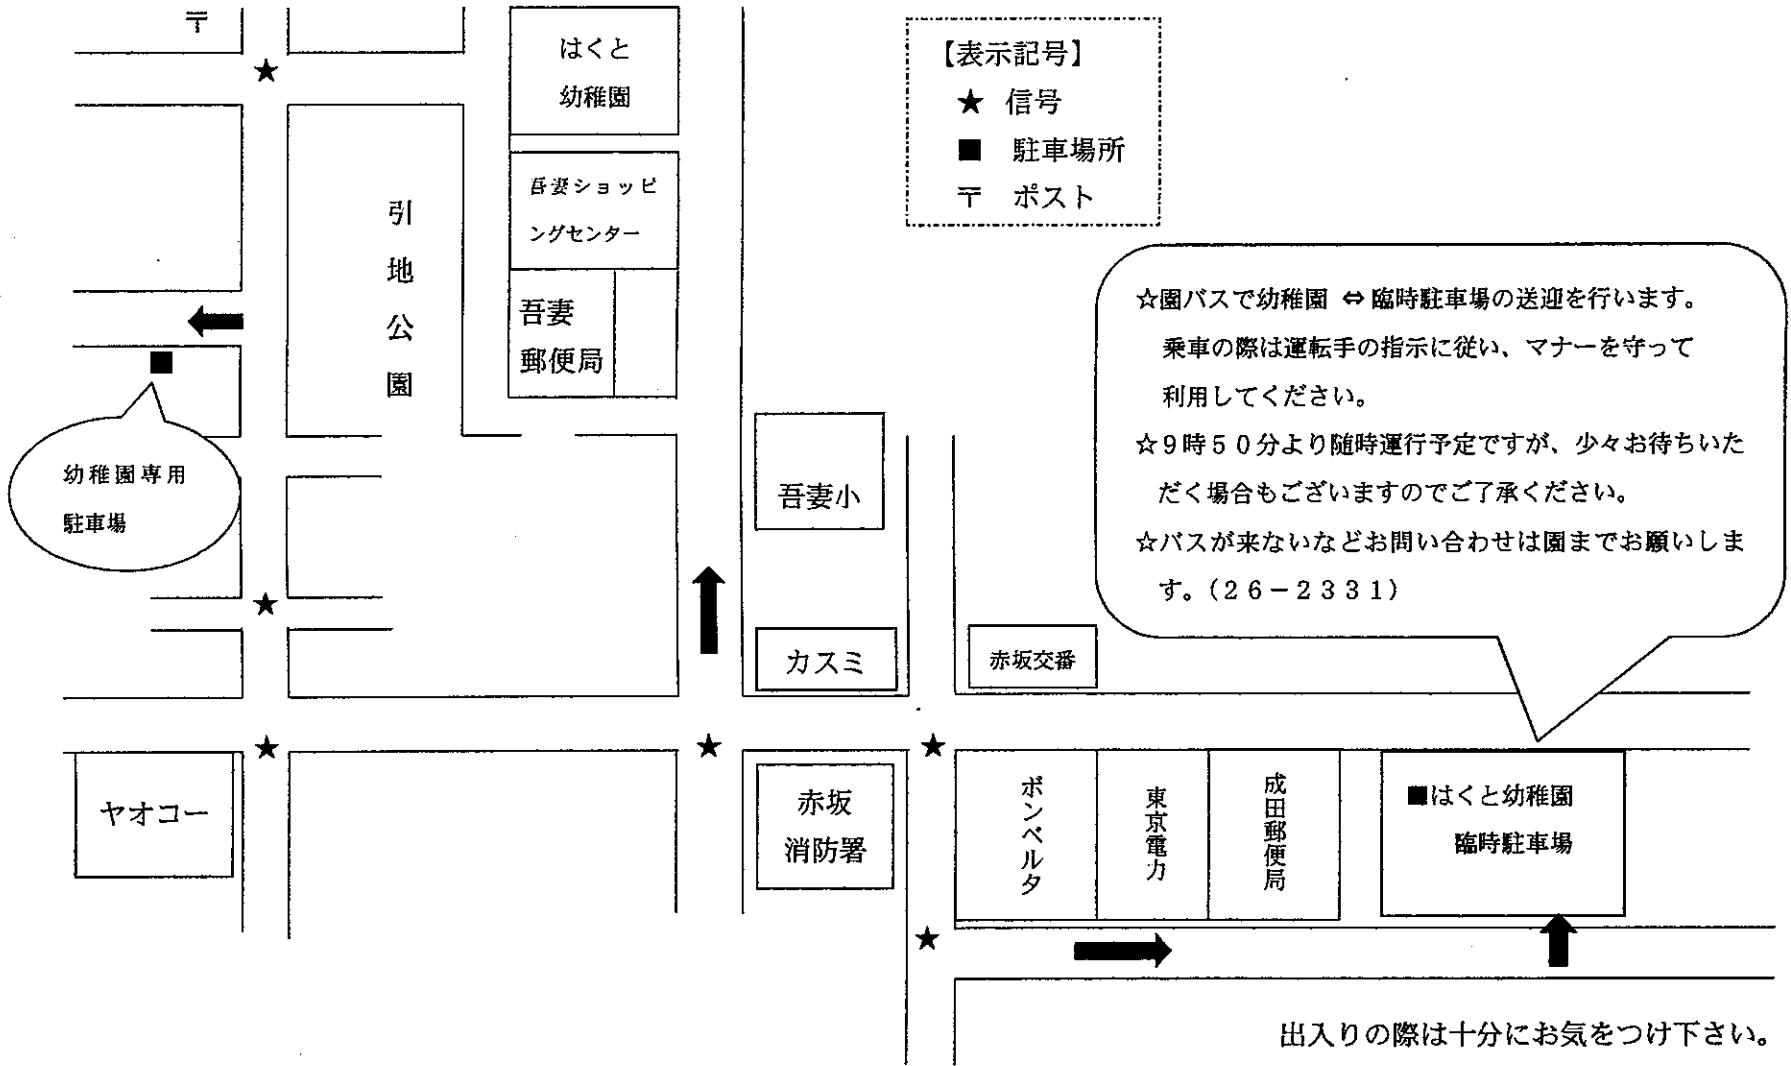 〒
はくと
幼稚園
【表示記号】
★ 信号
■ 駐車場所
〒 ポスト
吾妻ショッピ
ングセンター
引地公園
吾妻
郵便局
☆園バスで幼稚園 ⇔ 臨時駐車場の送迎を行います。
乗車の際は運転手の指示に従い、マナーを守って
利用してください。
☆9時50分より随時運行予定ですが、少々お待ちいた
だく場合もございますのでご了承ください。
☆バスが来ないなどお問い合わせは園までお願いしま
す。(26-2331)
幼稚園専用
駐車場
吾妻小
カスミ
赤坂交番
ヤオコー
赤坂
消防署
ボンベルタ
東京電力
成田郵便局
■はくと幼稚園
臨時駐車場
出入りの際は十分にお気をつけ下さい。